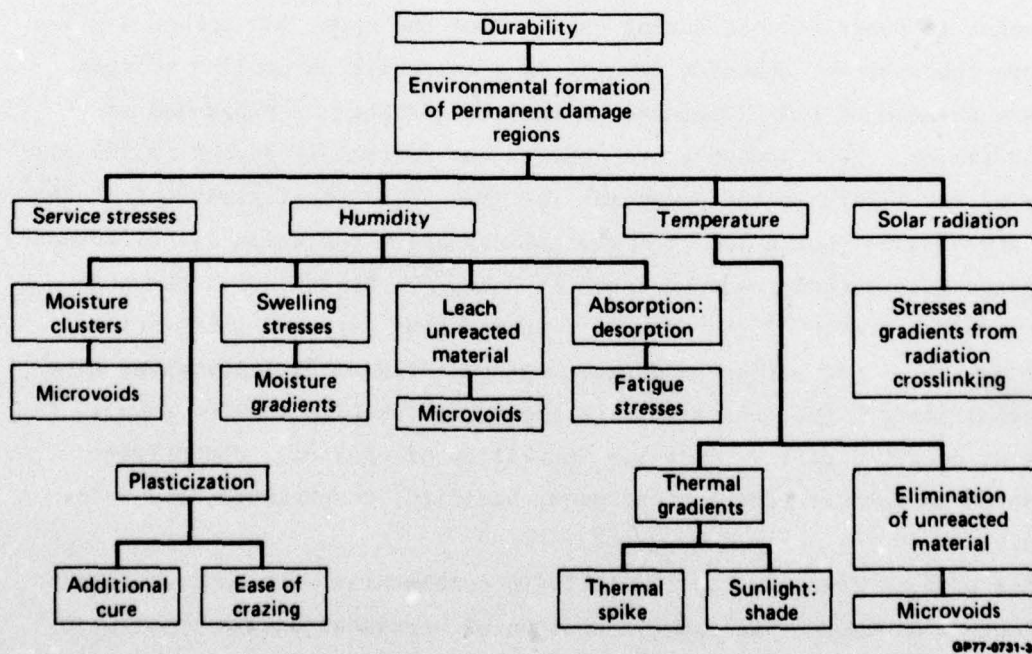 Durability
Environmental formation
of permanent damage
regions
Service stresses
Humidity
Temperature
Solar radiation
Moisture
clusters
Microvoids
Swelling
stresses
Moisture
gradients
Leach
unreacted
material
Microvoids
Absorption:
desorption
Fatigue
stresses
Stresses and
gradients from
radiation
crosslinking
Plasticization
Additional
cure
Ease of
crazing
Thermal
gradients
Thermal
spike
Sunlight:
shade
Elimination
of unreacted
material
Microvoids
GP77-0731-3